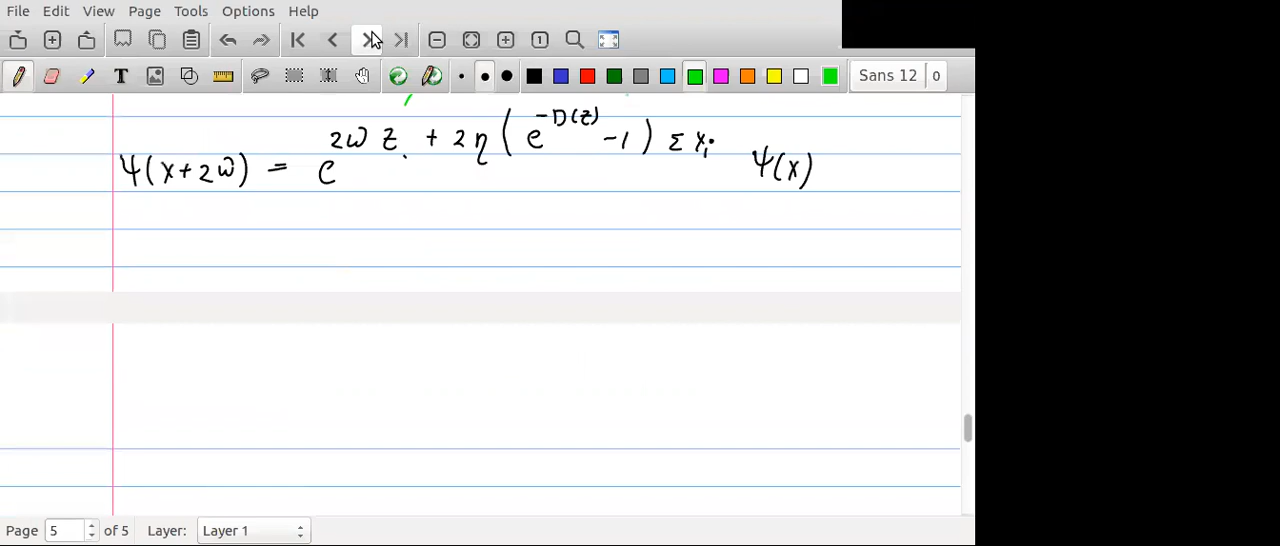 File Edit View Page Tools Options Help
Sans 12 0
Ψ(x+2ω) = e^{2ω z + 2η(e^{-D(z)} -1) Σ x_i} Ψ(x)
Page 5 of 5 Layer: Layer 1